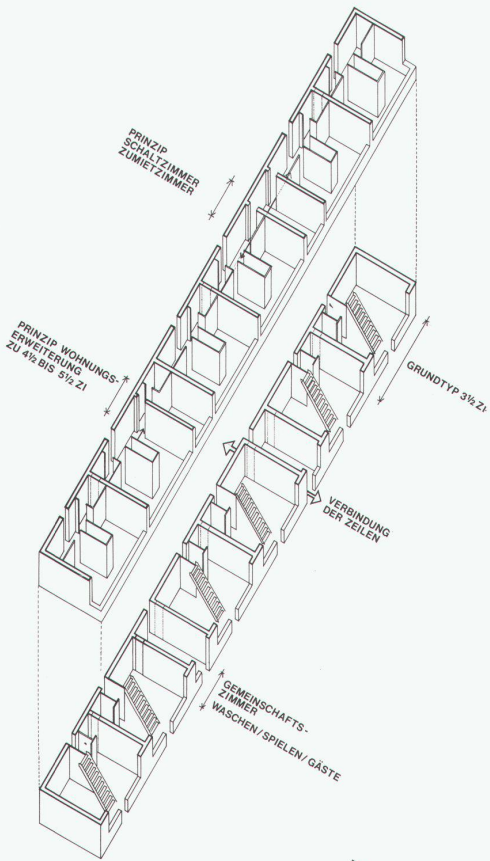 PRINZIP
SCHALTZIMMER
ZUMIETZIMMER
PRINZIP WOHNUNGS-
ERWEITERUNG
ZU 4½ BIS 5½ ZI
GRUNDTYP 3½ ZI
VERBINDUNG
DER ZEILEN
GEMEINSCHAFTS-
ZIMMER
WASCHEN/SPIELEN/GÄSTE